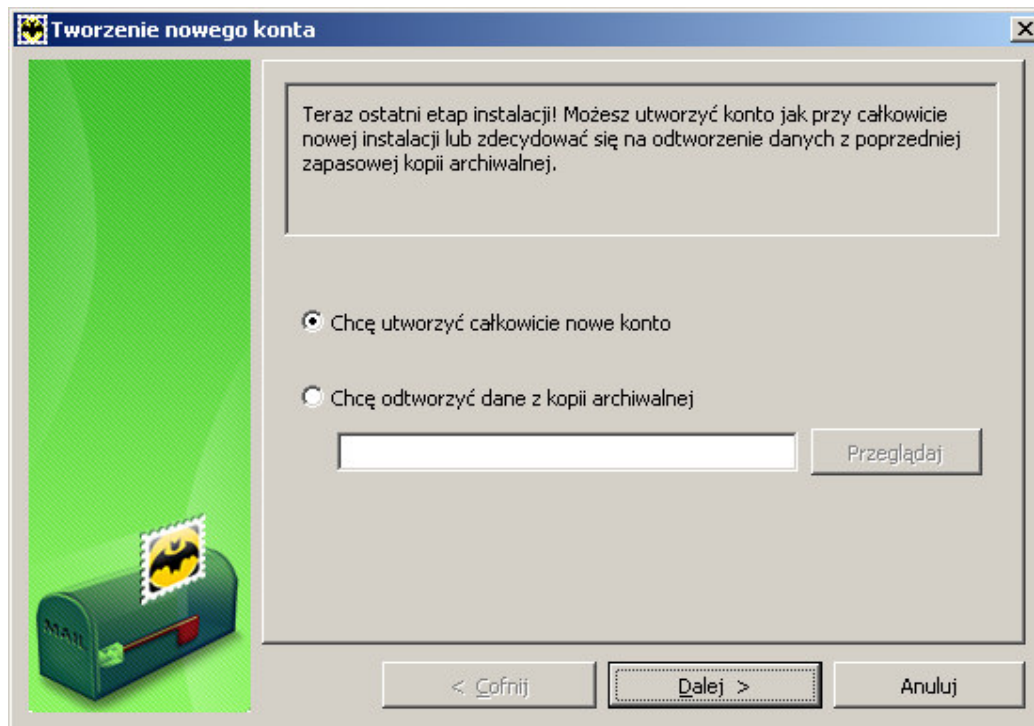 Tworzenie nowego konta
Teraz ostatni etap instalacji! Możesz utworzyć konto jak przy całkowicie
nowej instalacji lub zdecydować się na odtworzenie danych z poprzedniej
zapasowej kopii archiwalnej.
Chcę utworzyć całkowicie nowe konto
Chcę odtworzyć dane z kopii archiwalnej
Przeglądaj
MAIL
< Cofnij
Dalej >
Anuluj